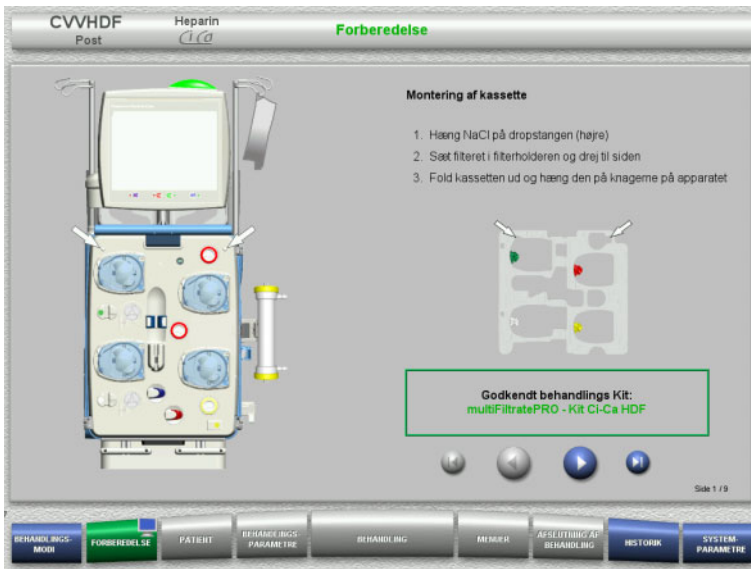 CVVHDF
Post
Heparin
Ci Ca
Forberedelse
Montering af kassette
1. Hæng NaCl på dropstangen (højre)
2. Sæt filteret i filterholderen og drej til siden
3. Fold kassetten ud og hæng den på knagerne på apparatet
Godkendt behandlings Kit:
multiFiltratePRO - Kit Ci-Ca HDF
Side 1 / 9
BEHANDLINGS-
MODI
FORBEREDELSE
PATIENT
BEHANDLINGS-
PARAMETRE
BEHANDLING
MENUER
AFSLUTNING AF
BEHANDLING
HISTORIK
SYSTEM-
PARAMETRE